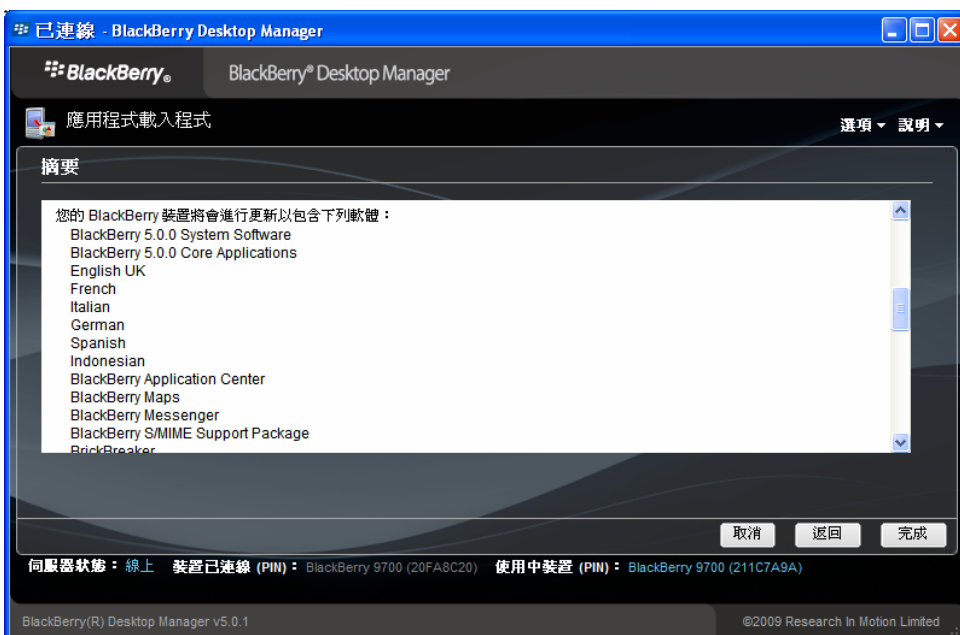 已連線 - BlackBerry Desktop Manager
BlackBerry® BlackBerry® Desktop Manager
應用程式載入程式
選項 說明
摘要
您的 BlackBerry 裝置將會進行更新以包含下列軟體：
BlackBerry 5.0.0 System Software
BlackBerry 5.0.0 Core Applications
English UK
French
Italian
German
Spanish
Indonesian
BlackBerry Application Center
BlackBerry Maps
BlackBerry Messenger
BlackBerry S/MIME Support Package
BrickBreaker
取消 返回 完成
伺服器狀態：線上 裝置已連線 (PIN)：BlackBerry 9700 (20FA8C20) 使用中裝置 (PIN)：BlackBerry 9700 (211C7A9A)
BlackBerry(R) Desktop Manager v5.0.1 ©2009 Research In Motion Limited